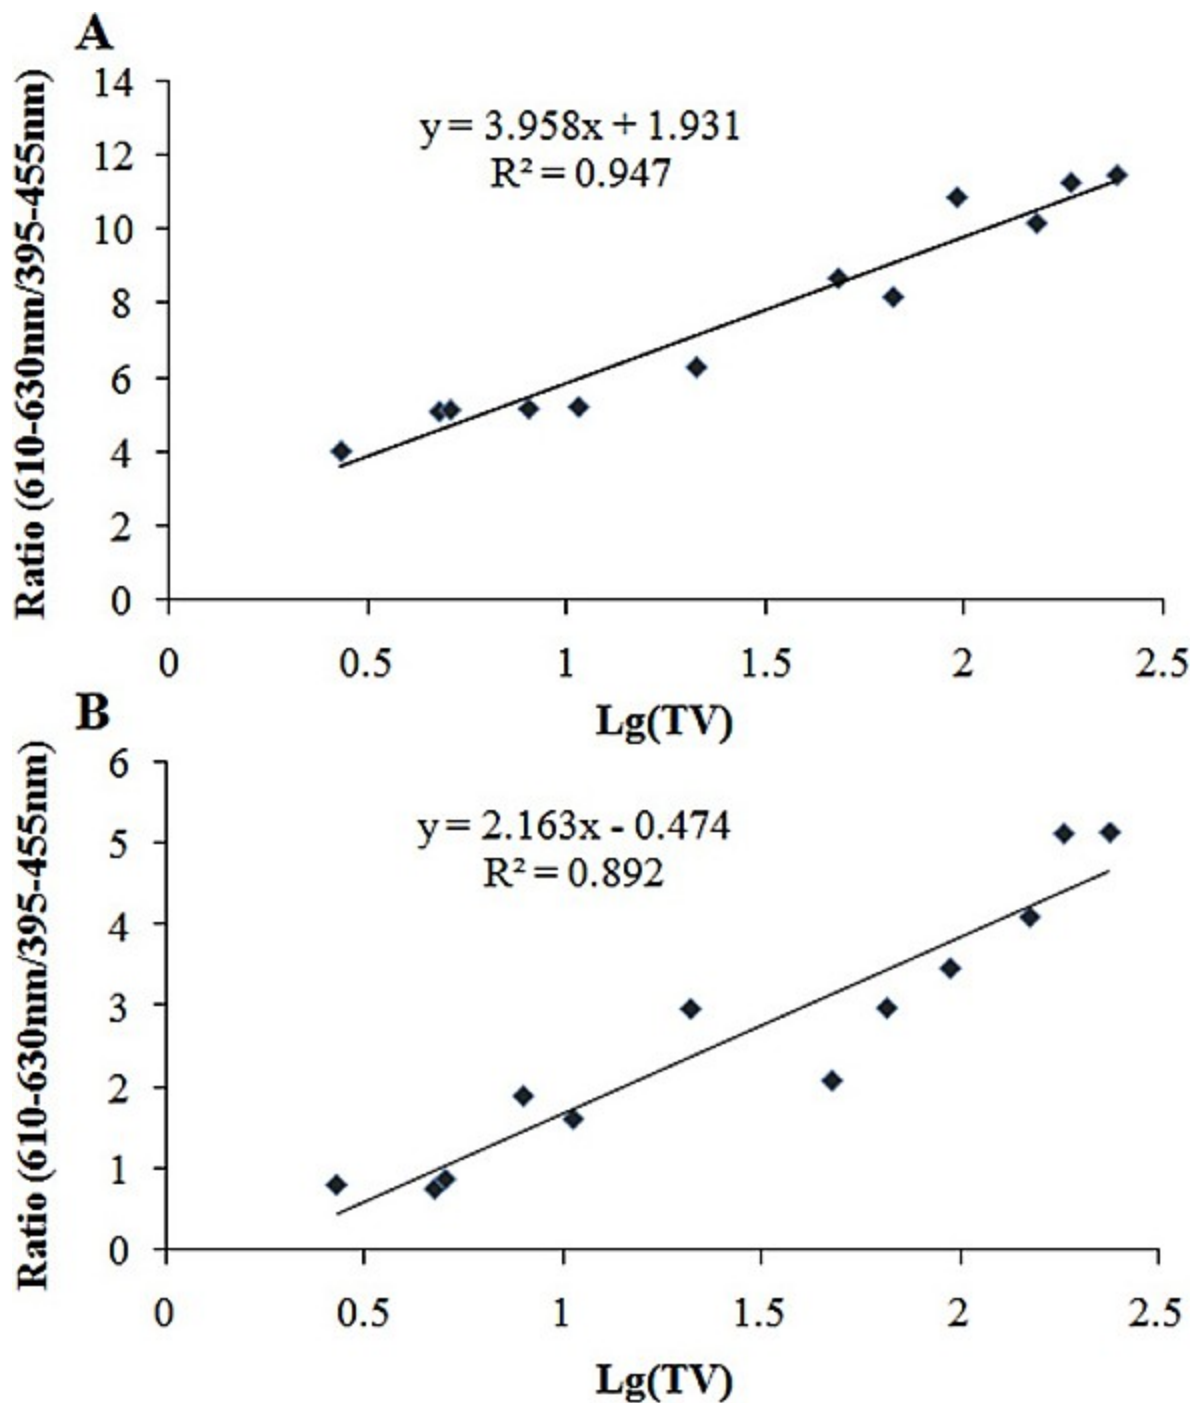 A
Ratio (610-630nm/395-455nm)
14
12
10
8
6
4
2
0
y = 3.958x + 1.931
R² = 0.947
0 0.5 1 1.5 2 2.5
Lg(TV)
B
Ratio (610-630nm/395-455nm)
6
5
4
3
2
1
0
y = 2.163x - 0.474
R² = 0.892
0 0.5 1 1.5 2 2.5
Lg(TV)